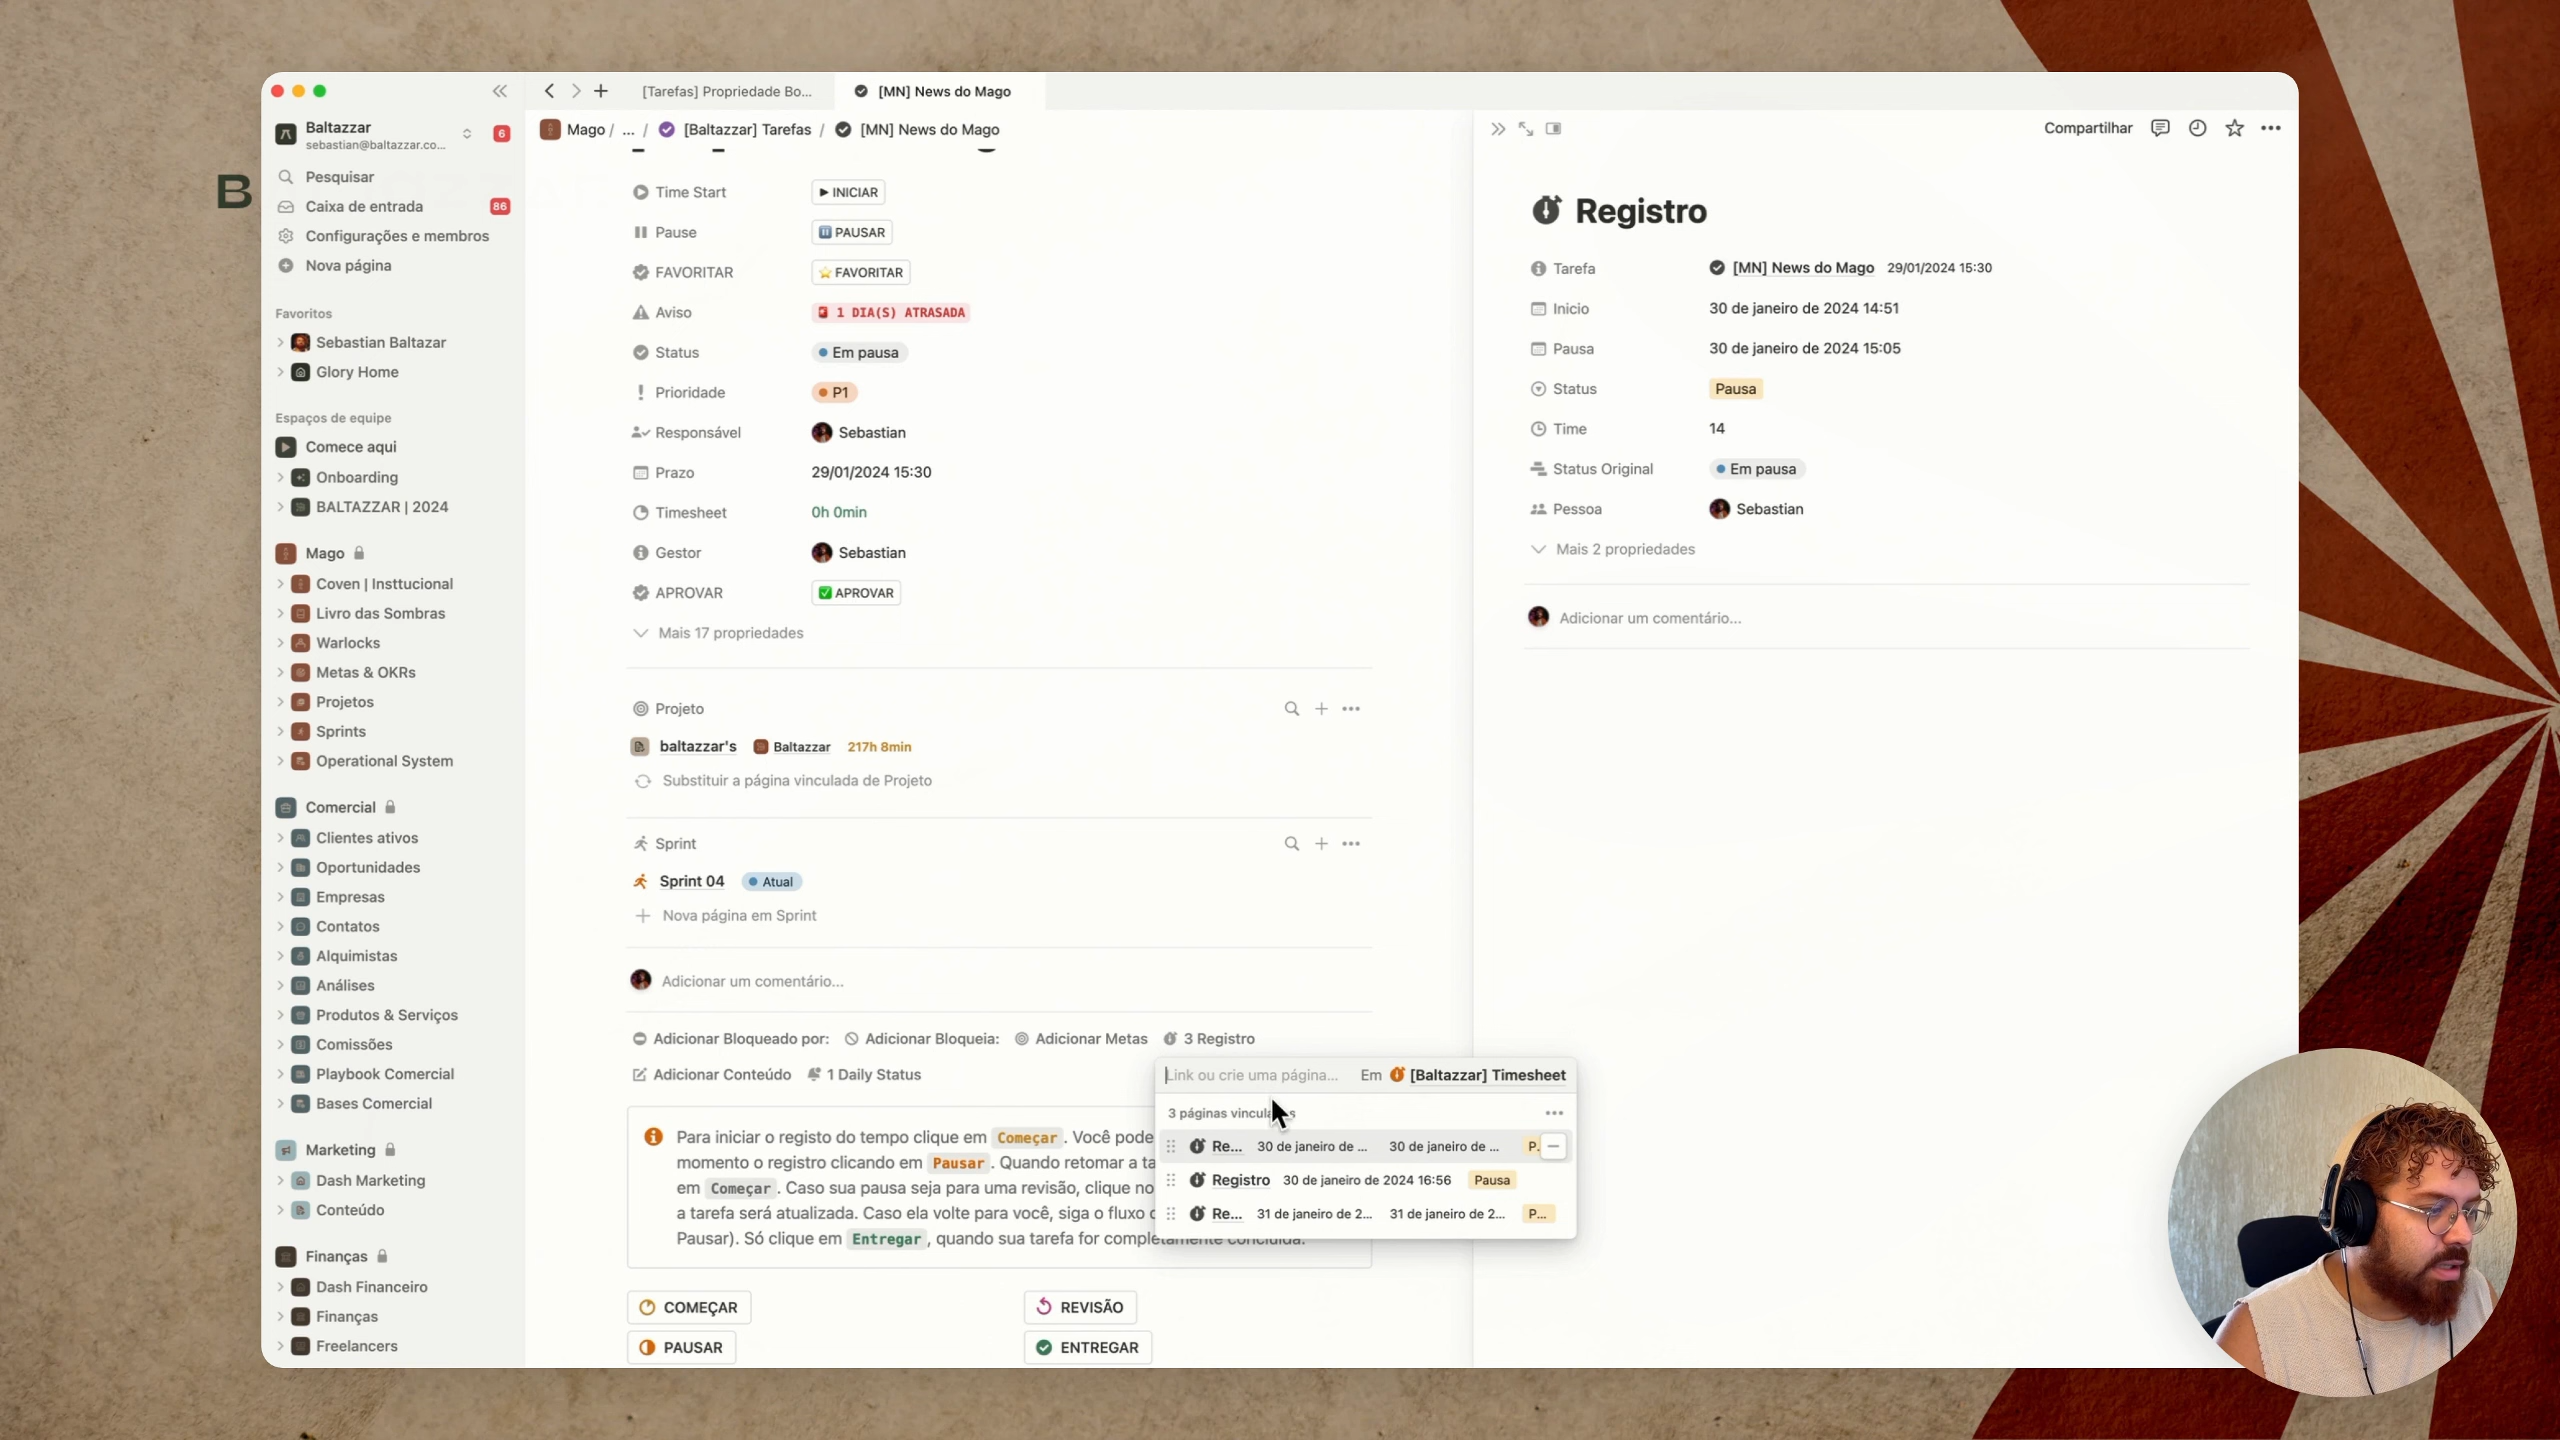 B
[Tarefas] Propriedade Bo...
[MN] News do Mago
Baltazzar
sebastian@baltazzar.co...
6
Mago / ... / [Baltazzar] Tarefas / [MN] News do Mago
Compartilhar
Pesquisar
Caixa de entrada 86
Configurações e membros
Nova página
Favoritos
Sebastian Baltazar
Glory Home
Espaços de equipe
Comece aqui
Onboarding
BALTAZZAR | 2024
Mago
Coven | Insttucional
Livro das Sombras
Warlocks
Metas & OKRs
Projetos
Sprints
Operational System
Comercial
Clientes ativos
Oportunidades
Empresas
Contatos
Alquimistas
Análises
Produtos & Serviços
Comissões
Playbook Comercial
Bases Comercial
Marketing
Dash Marketing
Conteúdo
Finanças
Dash Financeiro
Finanças
Freelancers
Time Start ▶ INICIAR
Pause PAUSAR
FAVORITAR ⭐ FAVORITAR
Aviso 1 DIA(S) ATRASADA
Status Em pausa
Prioridade P1
Responsável Sebastian
Prazo 29/01/2024 15:30
Timesheet 0h 0min
Gestor Sebastian
APROVAR ✅ APROVAR
Mais 17 propriedades
Projeto
baltazzar's Baltazzar 217h 8min
Substituir a página vinculada de Projeto
Sprint
Sprint 04 Atual
Nova página em Sprint
Adicionar um comentário...
Adicionar Bloqueado por: Adicionar Bloqueia: Adicionar Metas 3 Registro
Adicionar Conteúdo 1 Daily Status
Para iniciar o registo do tempo clique em Começar. Você pode
momento o registro clicando em Pausar. Quando retomar a ta
em Começar. Caso sua pausa seja para uma revisão, clique no
a tarefa será atualizada. Caso ela volte para você, siga o fluxo
Pausar). Só clique em Entregar, quando sua tarefa for completamente concluída.
COMEÇAR
REVISÃO
PAUSAR
ENTREGAR
Link ou crie uma página... Em [Baltazzar] Timesheet
3 páginas vincula
Re... 30 de janeiro de ... 30 de janeiro de ... P.
Registro 30 de janeiro de 2024 16:56 Pausa
Re... 31 de janeiro de 2... 31 de janeiro de 2... P...
Registro
Tarefa [MN] News do Mago 29/01/2024 15:30
Inicio 30 de janeiro de 2024 14:51
Pausa 30 de janeiro de 2024 15:05
Status Pausa
Time 14
Status Original Em pausa
Pessoa Sebastian
Mais 2 propriedades
Adicionar um comentário...